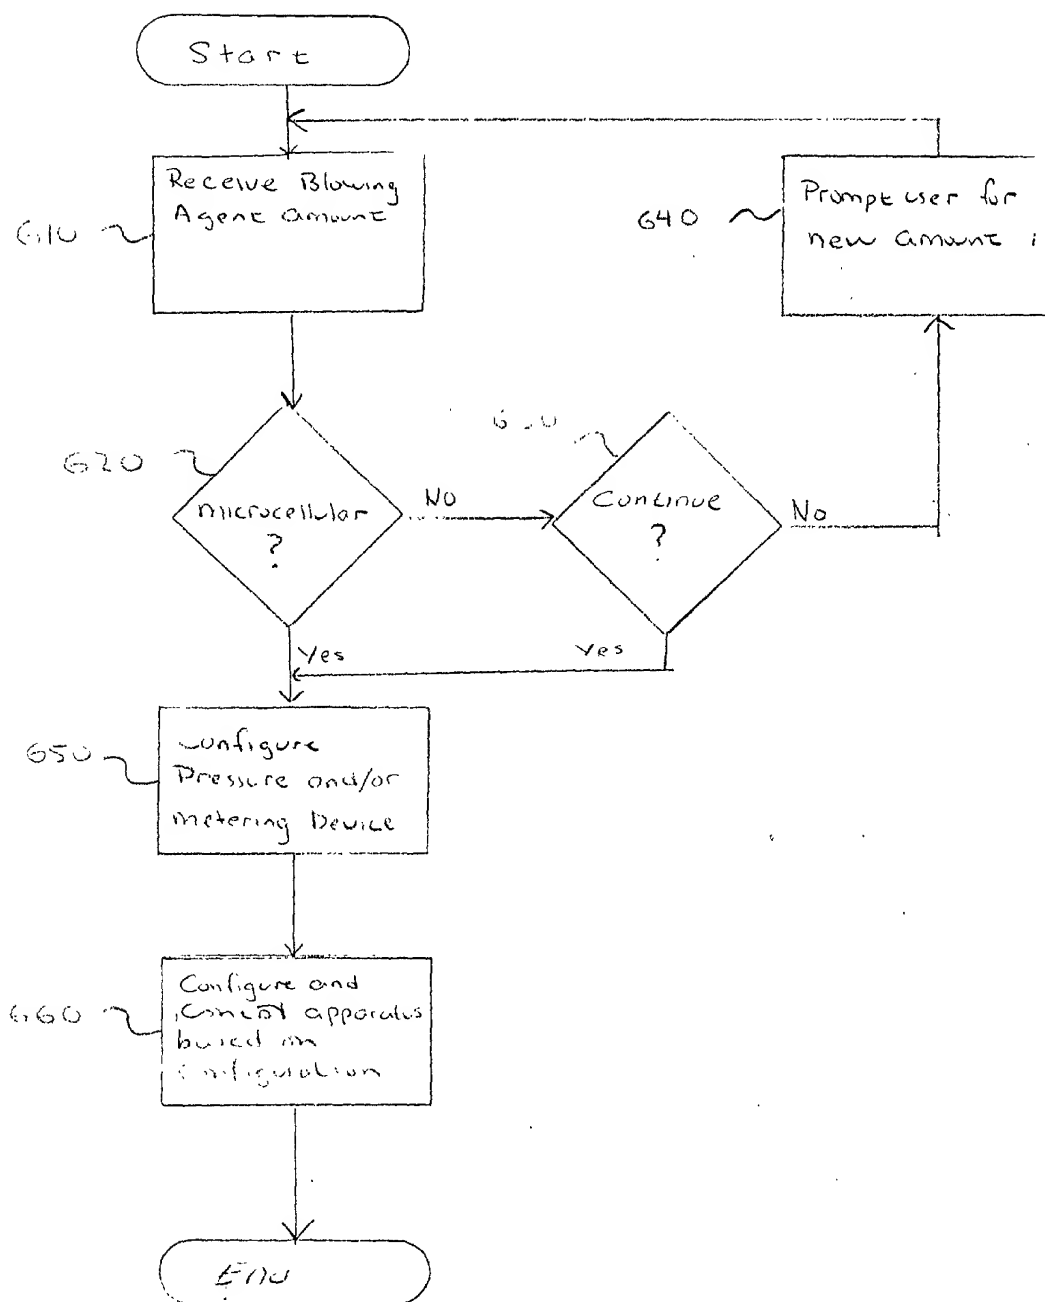 Start
Receive Blowing
Agent amount
610
Prompt user for
new amount
640
620
microcellular
?
No
Continue
?
No
Yes
Yes
650
Configure
Pressure and/or
metering Device
660
Configure and
apparatus
based on
Configuration
End